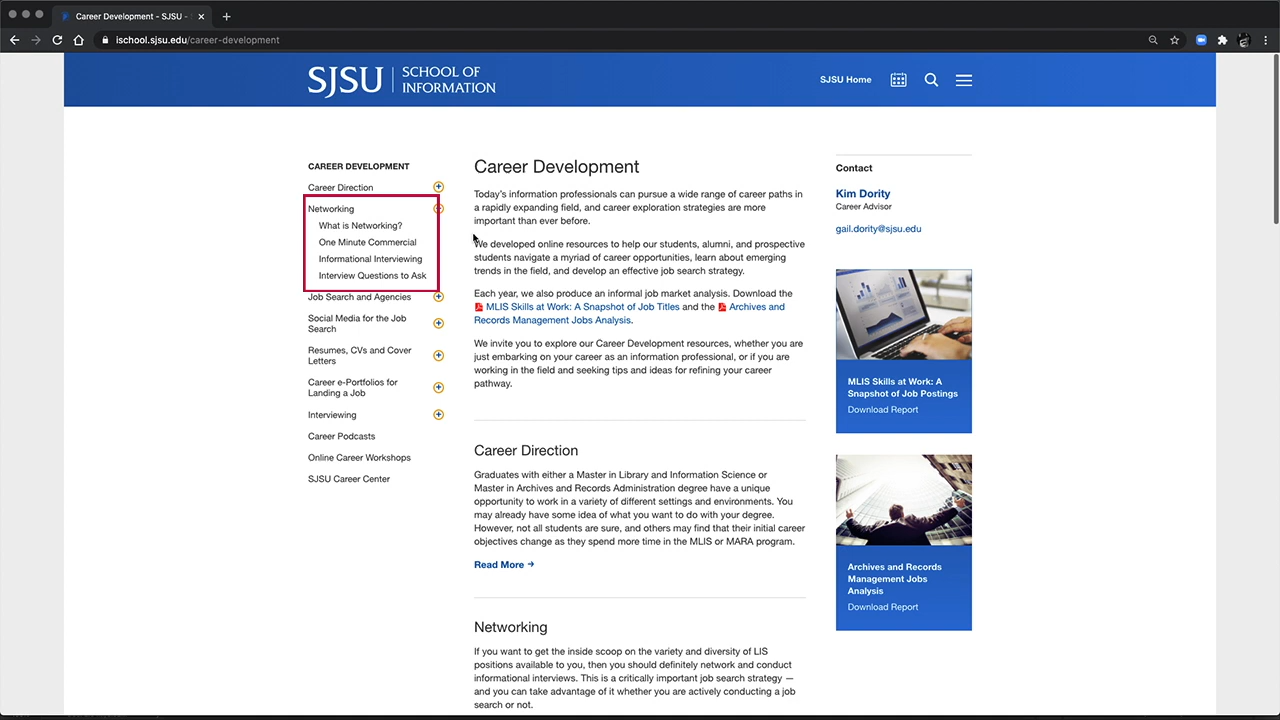 Career Development - SJSU -
ischool.sjsu.edu/career-development
SJSU
SCHOOL OF
INFORMATION
SJSU Home
CAREER DEVELOPMENT
Career Direction
Networking
What is Networking?
One Minute Commercial
Informational Interviewing
Interview Questions to Ask
Job Search and Agencies
Social Media for the Job
Search
Resumes, CVs and Cover
Letters
Career e-Portfolios for
Landing a Job
Interviewing
Career Podcasts
Online Career Workshops
SJSU Career Center
Career Development
Today's information professionals can pursue a wide range of career paths in
a rapidly expanding field, and career exploration strategies are more
important than ever before.
We developed online resources to help our students, alumni, and prospective
students navigate a myriad of career opportunities, learn about emerging
trends in the field, and develop an effective job search strategy.
Each year, we also produce an informal job market analysis. Download the
MLIS Skills at Work: A Snapshot of Job Titles and the Archives and
Records Management Jobs Analysis.
We invite you to explore our Career Development resources, whether you are
just embarking on your career as an information professional, or if you are
working in the field and seeking tips and ideas for refining your career
pathway.
Career Direction
Graduates with either a Master in Library and Information Science or
Master in Archives and Records Administration degree have a unique
opportunity to work in a variety of different settings and environments. You
may already have some idea of what you want to do with your degree.
However, not all students are sure, and others may find that their initial career
objectives change as they spend more time in the MLIS or MARA program.
Read More →
Networking
If you want to get the inside scoop on the variety and diversity of LIS
positions available to you, then you should definitely network and conduct
informational interviews. This is a critically important job search strategy —
and you can take advantage of it whether you are actively conducting a job
search or not.
Contact
Kim Dority
Career Advisor
gail.dority@sjsu.edu
MLIS Skills at Work: A
Snapshot of Job Postings
Download Report
Archives and Records
Management Jobs
Analysis
Download Report